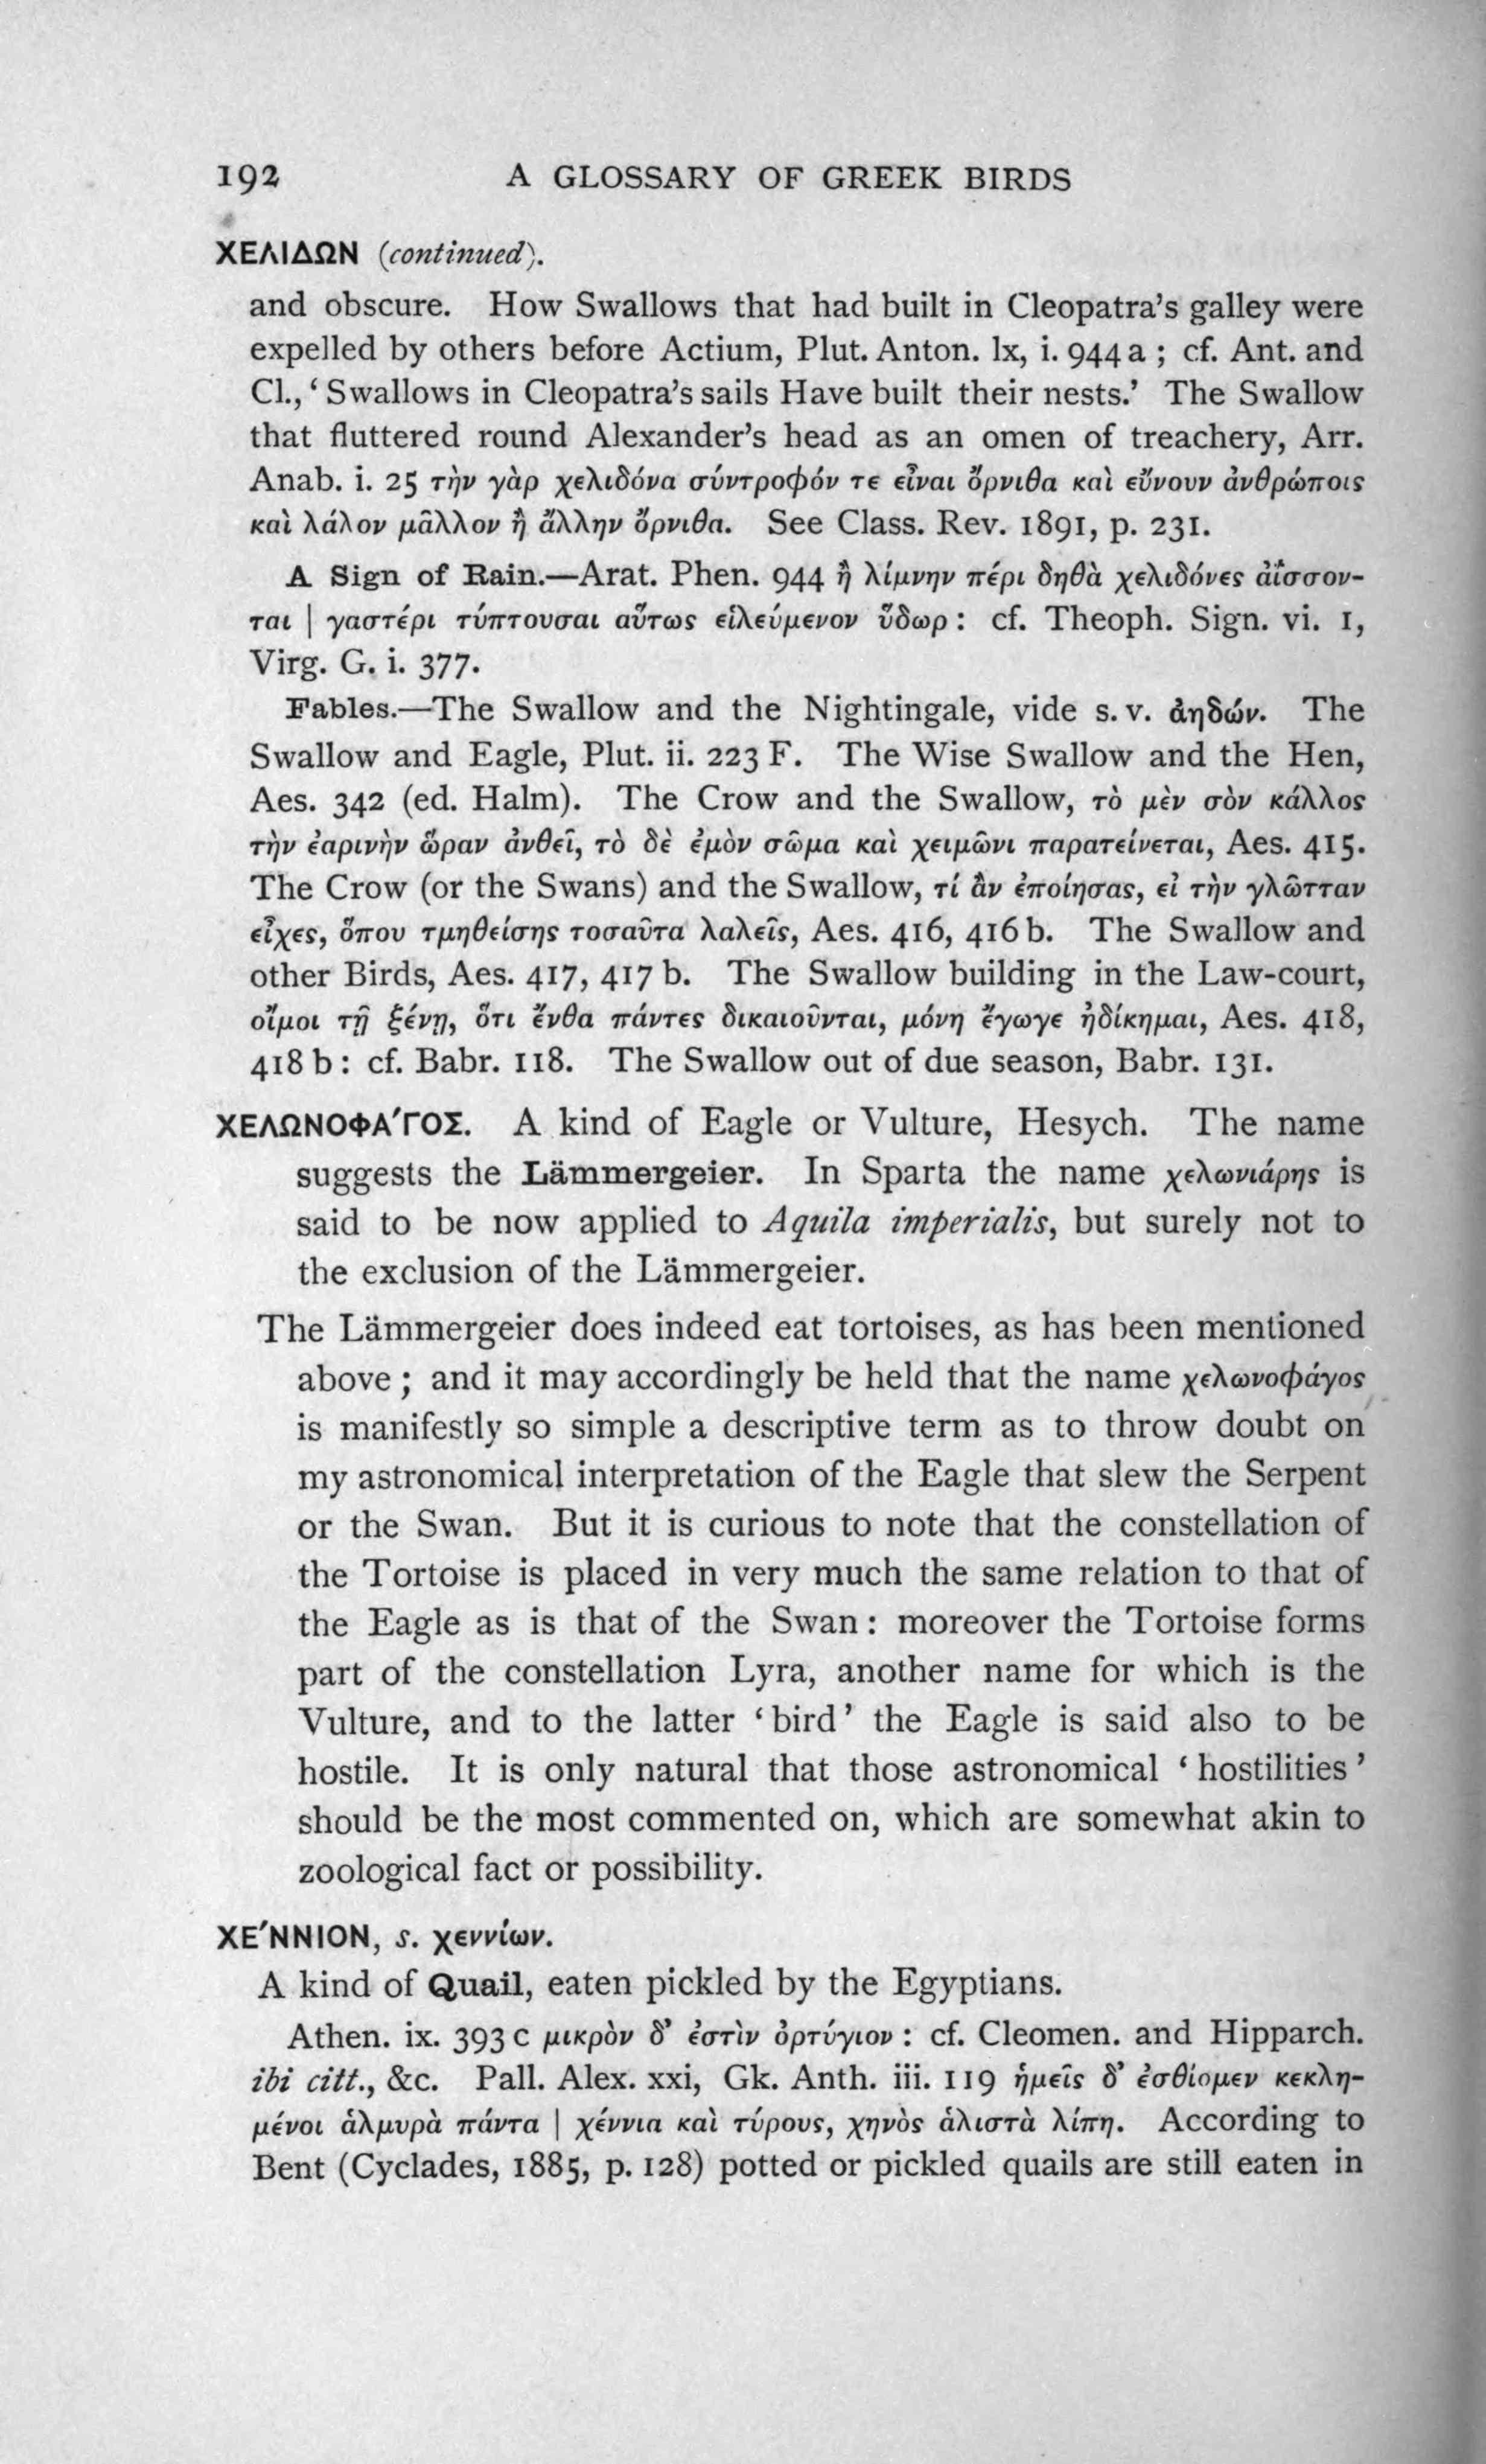 192 A GLOSSARY OF GREEK BIRDS
ΧΕΛΙΔΩΝ (continued).
and obscure. How Swallows that had built in Cleopatra's galley were
expelled by others before Actium, Plut. Anton. lx, i. 944 a ; cf. Ant. and
Cl., ‘Swallows in Cleopatra's sails Have built their nests.’ The Swallow
that fluttered round Alexander's head as an omen of treachery, Arr.
Anab. i. 25 τὴν γὰρ χελιδόνα σύντροφόν τε εἶναι ὄρνιθα καὶ εὔνουν ἀνθρώποις
καὶ λάλον μᾶλλον ἢ ἄλλην ὄρνιθα. See Class. Rev. 1891, p. 231.
A Sign of Rain.—Arat. Phen. 944 ἢ λίμνην πέρι δηθὰ χελιδόνες ἀΐσσον-
ται | γαστέρι τύπτουσαι αὔτως εἰλεύμενον ὕδωρ : cf. Theoph. Sign. vi. 1,
Virg. G. i. 377.
Fables.—The Swallow and the Nightingale, vide s. v. ἀηδών. The
Swallow and Eagle, Plut. ii. 223 F. The Wise Swallow and the Hen,
Aes. 342 (ed. Halm). The Crow and the Swallow, τὸ μὲν σὸν κάλλος
τὴν ἐαρινὴν ὥραν ἀνθεῖ, τὸ δὲ ἐμὸν σῶμα καὶ χειμῶνι παρατείνεται, Aes. 415.
The Crow (or the Swans) and the Swallow, τί ἂν ἐποίησας, εἰ τὴν γλῶτταν
εἶχες, ὅπου τμηθείσης τοσαῦτα λαλεῖς, Aes. 416, 416 b. The Swallow and
other Birds, Aes. 417, 417 b. The Swallow building in the Law-court,
οἴμοι τῇ ξένῃ, ὅτι ἔνθα πάντες δικαιοῦνται, μόνη ἔγωγε ἠδίκημαι, Aes. 418,
418 b : cf. Babr. 118. The Swallow out of due season, Babr. 131.
ΧΕΛΩΝΟΦΑ´ΓΟΣ. A kind of Eagle or Vulture, Hesych. The name
suggests the Lämmergeier. In Sparta the name χελωνιάρης is
said to be now applied to Aquila imperialis, but surely not to
the exclusion of the Lämmergeier.
The Lämmergeier does indeed eat tortoises, as has been mentioned
above ; and it may accordingly be held that the name χελωνοφάγος
is manifestly so simple a descriptive term as to throw doubt on
my astronomical interpretation of the Eagle that slew the Serpent
or the Swan. But it is curious to note that the constellation of
the Tortoise is placed in very much the same relation to that of
the Eagle as is that of the Swan : moreover the Tortoise forms
part of the constellation Lyra, another name for which is the
Vulture, and to the latter ‘bird’ the Eagle is said also to be
hostile. It is only natural that those astronomical ‘hostilities’
should be the most commented on, which are somewhat akin to
zoological fact or possibility.
ΧΕ´ΝΝΙΟΝ, s. χεννίων.
A kind of Quail, eaten pickled by the Egyptians.
Athen. ix. 393 c μικρὸν δ' ἐστὶν ὀρτύγιον : cf. Cleomen. and Hipparch.
ibi citt., &c. Pall. Alex. xxi, Gk. Anth. iii. 119 ἡμεῖς δ' ἐσθίομεν κεκλη-
μένοι ἁλμυρὰ πάντα | χέννια καὶ τύρους, χηνὸς ἁλιστὰ λίπη. According to
Bent (Cyclades, 1885, p. 128) potted or pickled quails are still eaten in